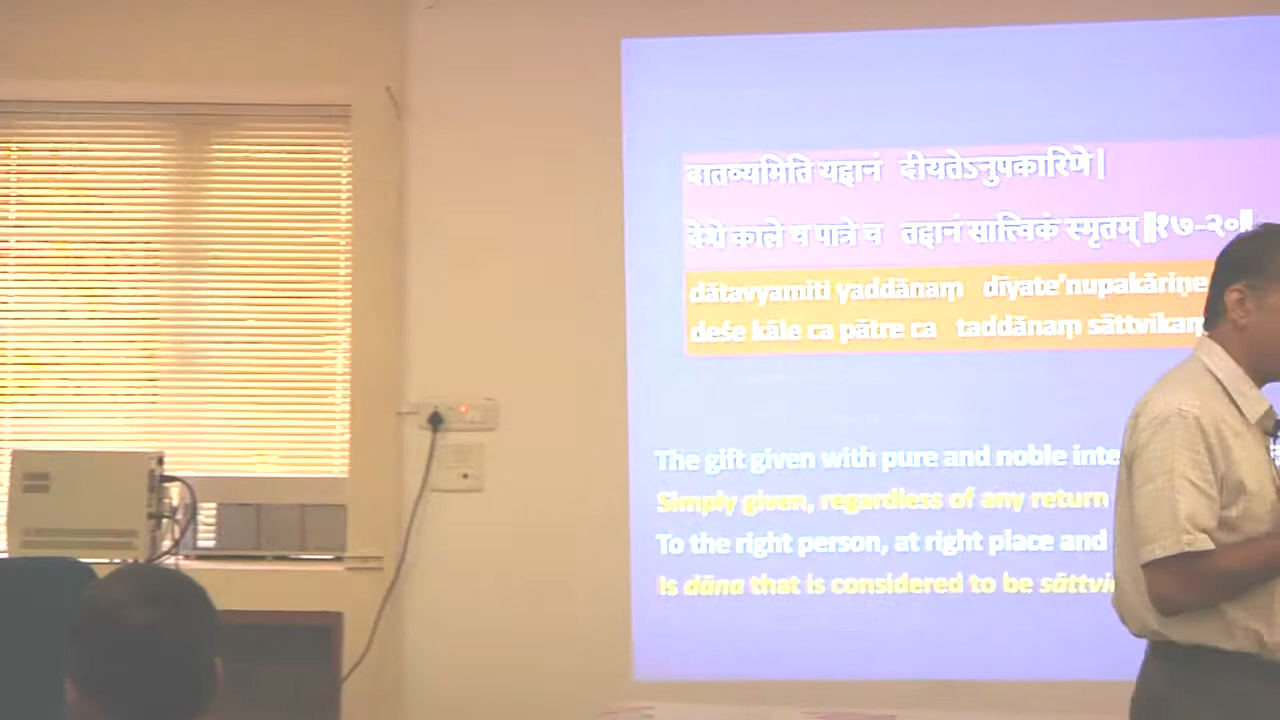 दातव्यमिति यद्दानं दीयतेऽनुपकारिणे |
देशे काले च पात्रे च तद्दानं सात्त्विकं स्मृतम् ||१७-२०||
dātavyamiti yaddānaṃ dīyate'nupakāriṇe
deśe kāle ca pātre ca taddānaṃ sāttvikaṃ
The gift given with pure and noble inte
Simply given, regardless of any return
To the right person, at right place and
Is dāna that is considered to be sāttvi